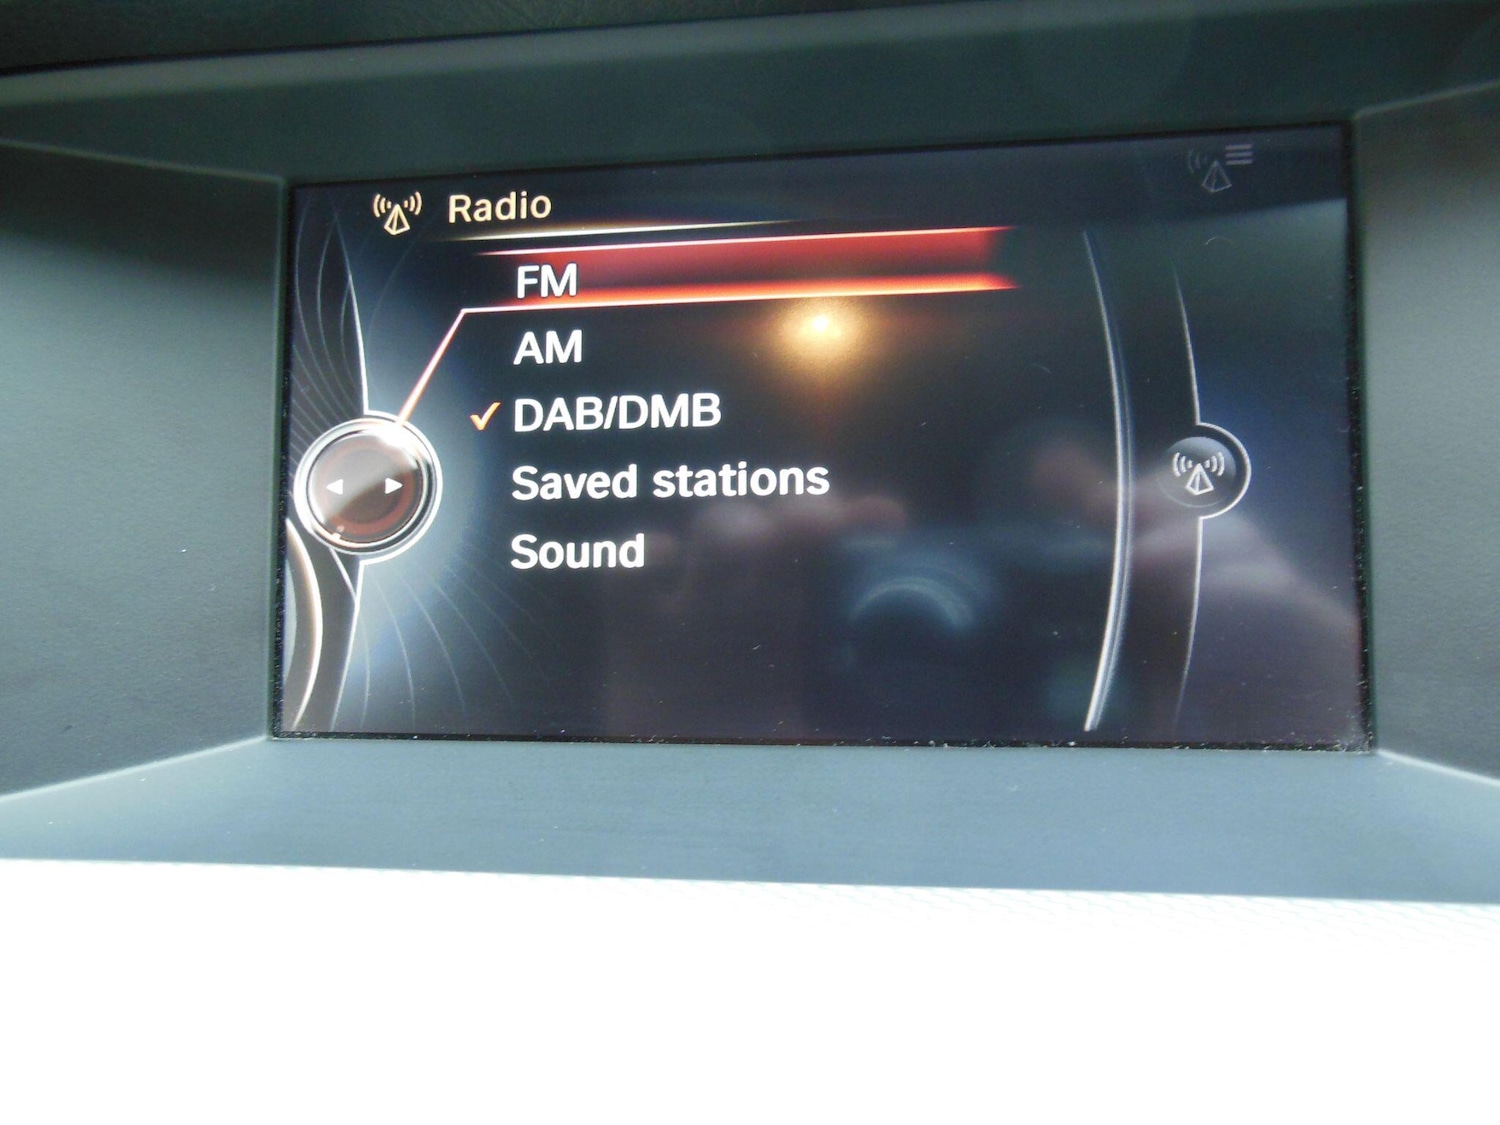 Radio
FM
AM
DAB/DMB
Saved stations
Sound